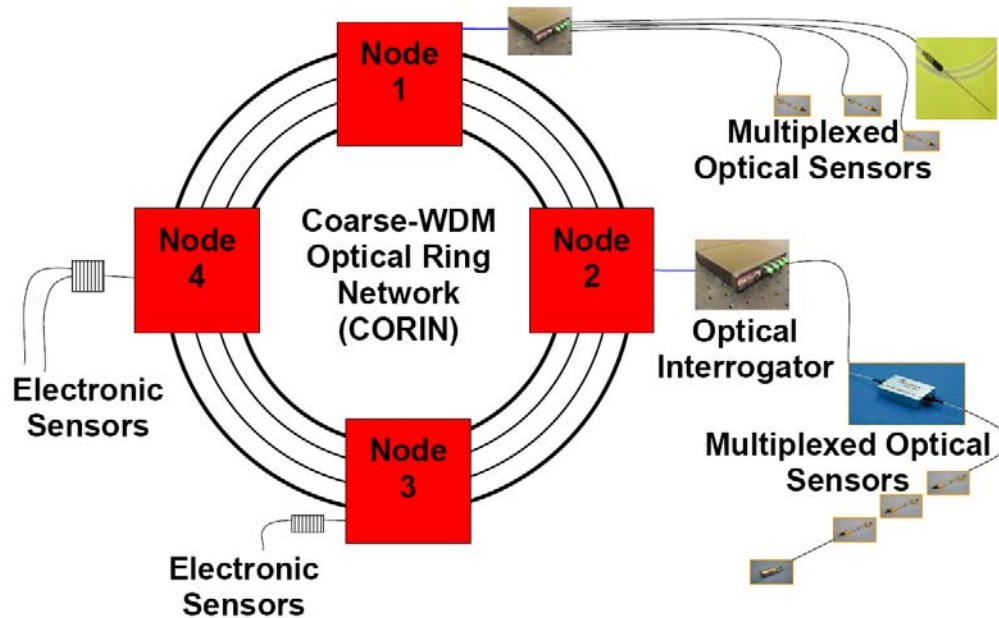 Node
1
Multiplexed
Optical Sensors
Coarse-WDM
Optical Ring
Network
(CORIN)
Node
4
Node
2
Optical
Interrogator
Electronic
Sensors
Node
3
Multiplexed Optical
Sensors
Electronic
Sensors